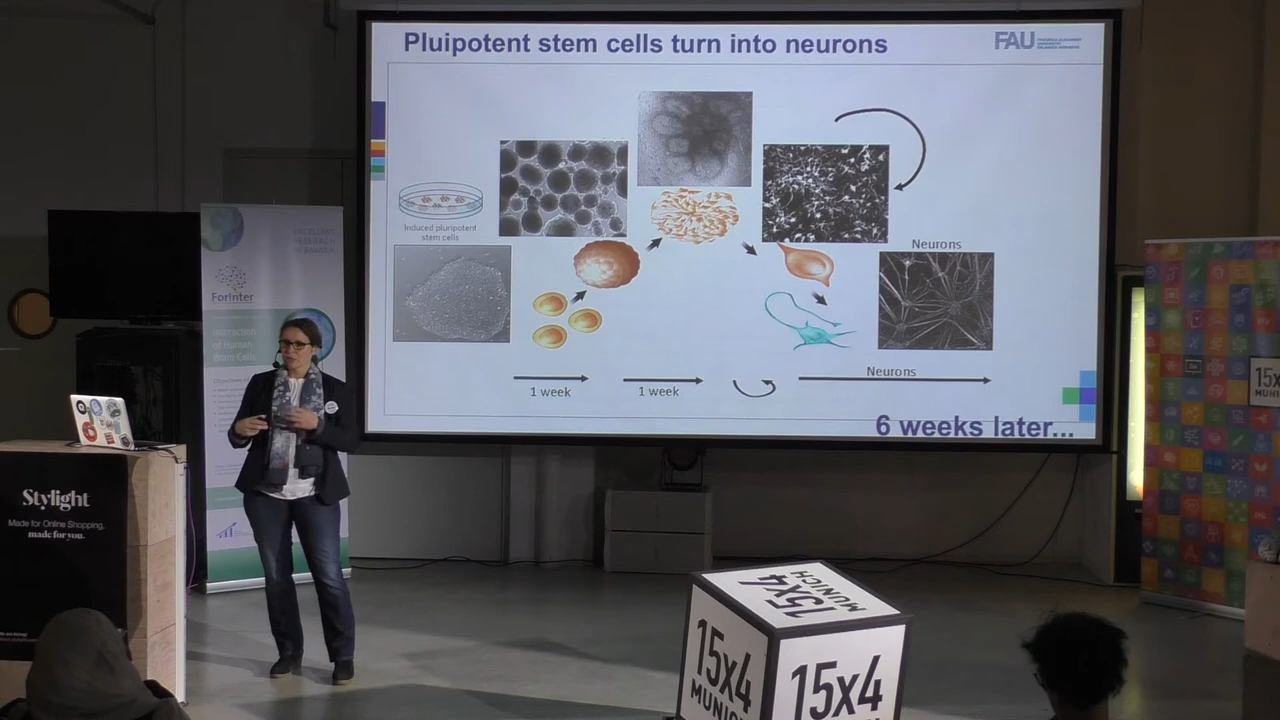 Pluipotent stem cells turn into neurons
FAU
Induced pluripotent
stem cells
Neurons
1 week
1 week
Neurons
6 weeks later...
ForInter
Interaction
of Human
Brain Cells
Stylight
Made for Online Shopping,
made for you.
15x4
MUNICH
15x4
MUNICH
15x4
15x
MUNI